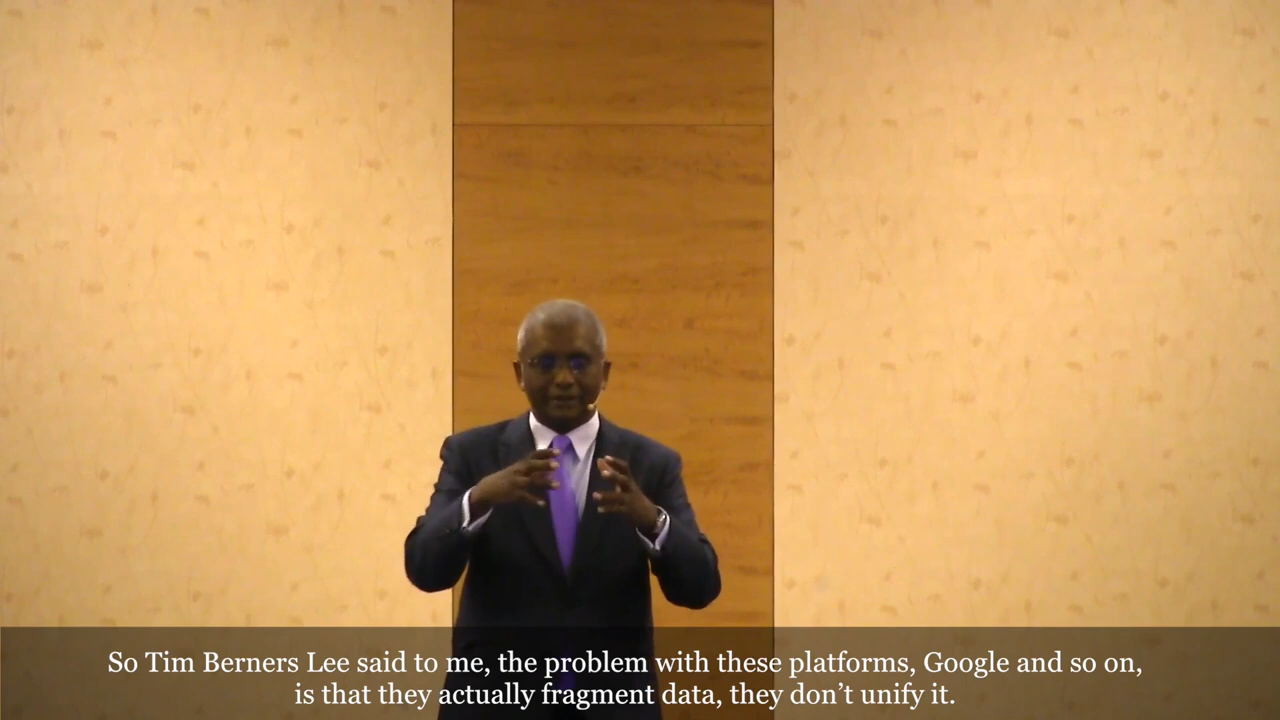 So Tim Berners Lee said to me, the problem with these platforms, Google and so on,
is that they actually fragment data, they don’t unify it.